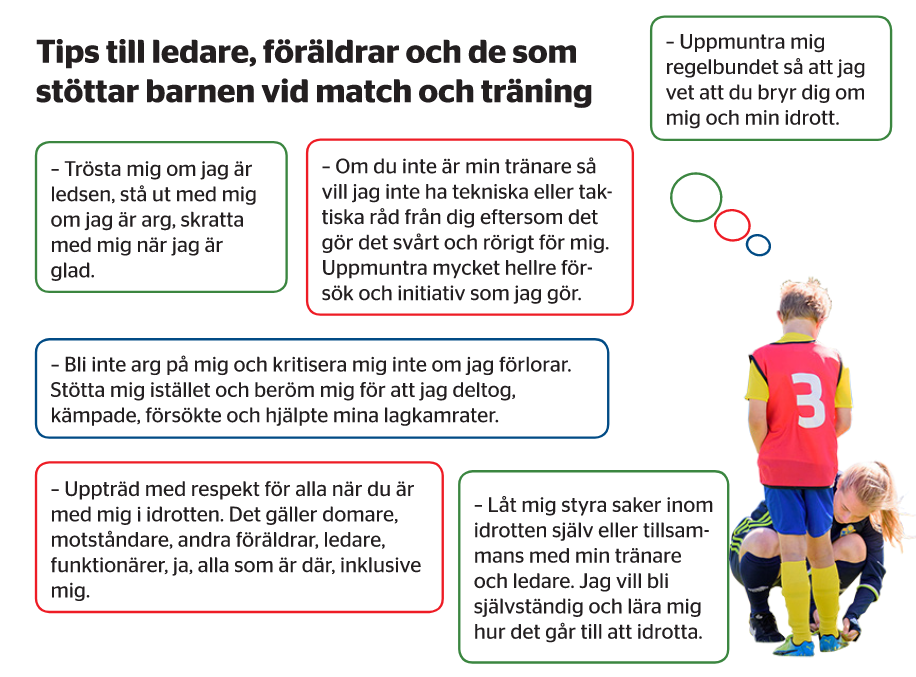 Tips till ledare, föräldrar och de som
stöttar barnen vid match och träning
– Uppmuntra mig
regelbundet så att jag
vet att du bryr dig om
mig och min idrott.
– Trösta mig om jag är
ledsen, stå ut med mig
om jag är arg, skratta
med mig när jag är
glad.
– Om du inte är min tränare så
vill jag inte ha tekniska eller tak-
tiska råd från dig eftersom det
gör det svårt och rörigt för mig.
Uppmuntra mycket hellre för-
sök och initiativ som jag gör.
– Bli inte arg på mig och kritisera mig inte om jag förlorar.
Stötta mig istället och beröm mig för att jag deltog,
kämpade, försökte och hjälpte mina lagkamrater.
– Uppträd med respekt för alla när du är
med mig i idrotten. Det gäller domare,
motståndare, andra föräldrar, ledare,
funktionärer, ja, alla som är där, inklusive
mig.
– Låt mig styra saker inom
idrotten själv eller tillsam-
mans med min tränare
och ledare. Jag vill bli
självständig och lära mig
hur det går till att idrotta.
3